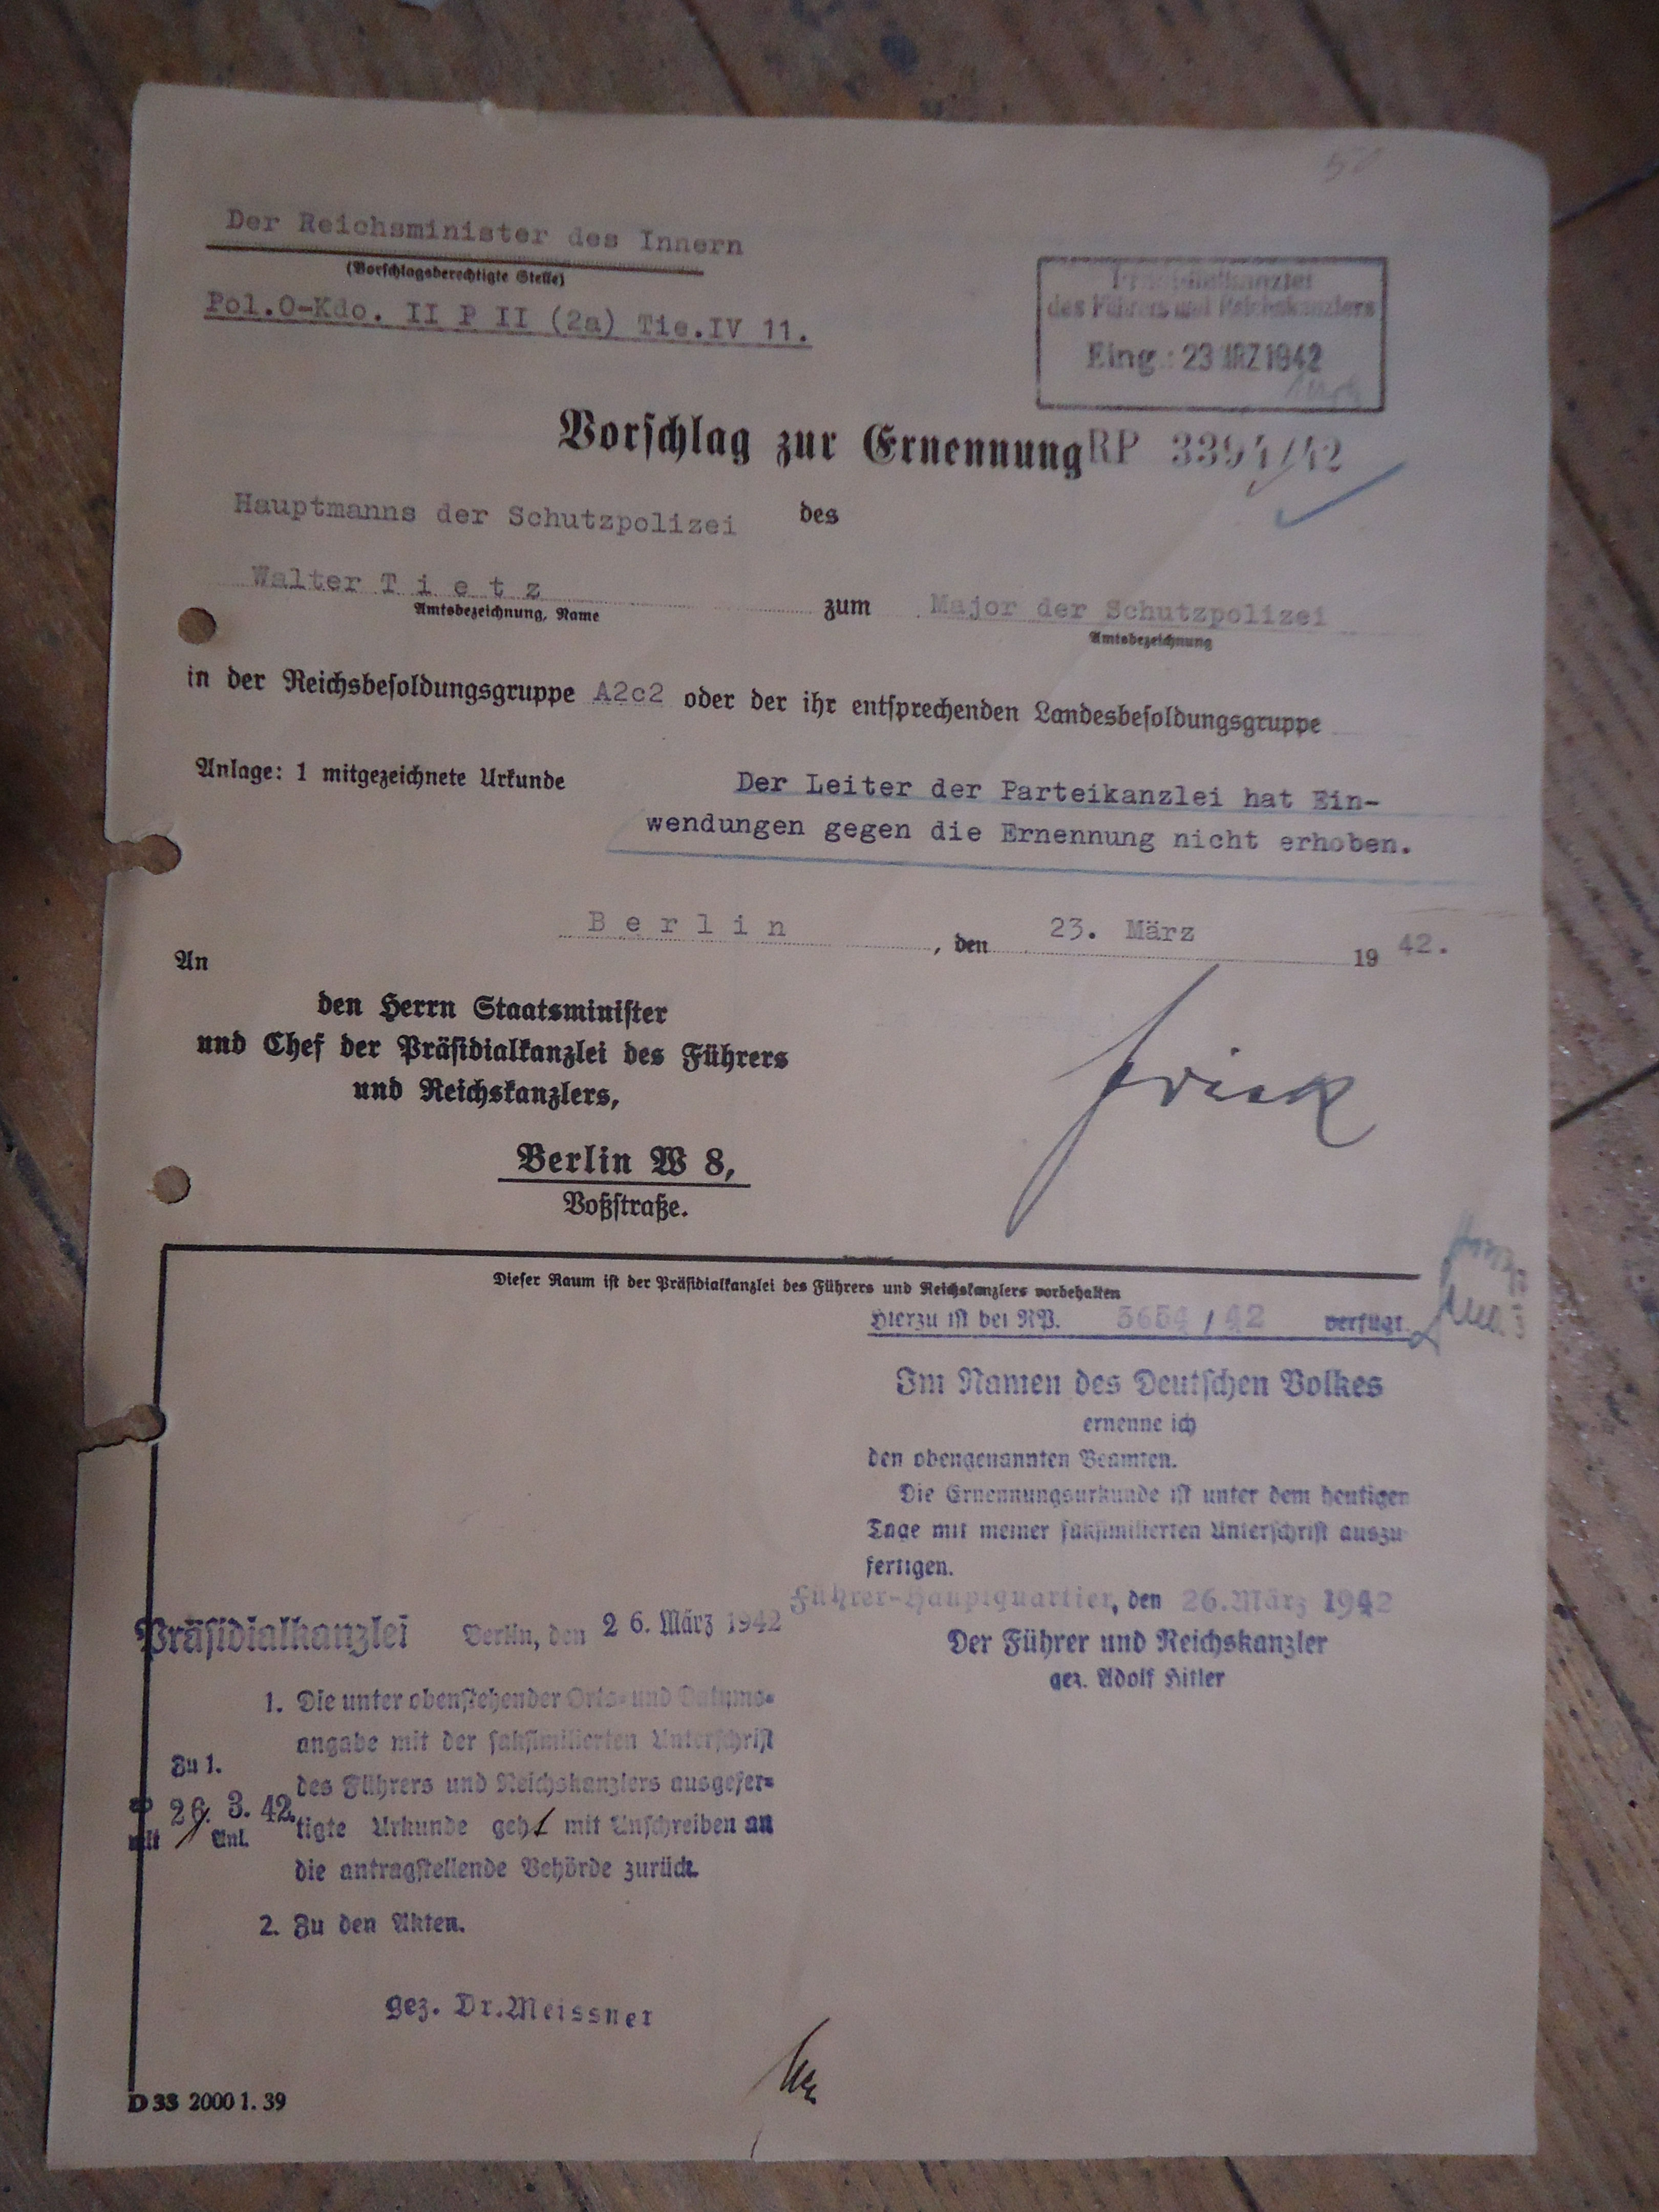 Der Reichsminister des Innern
(Vorschlagsberechtigte Stelle)
Pol.O-Kdo. II P II (2a) Tie.IV 11.
Präsidialkanzlei
des Führers und Reichskanzlers
Eing.: 23 MRZ 1942
Vorschlag zur Ernennung
RP 3394/42
des
Hauptmanns der Schutzpolizei
Walter T i e t z zum Major der Schutzpolizei
Amtsbezeichnung, Name
Amtsbezeichnung
in der Reichsbesoldungsgruppe A2c2 oder der ihr entsprechenden Landesbesoldungsgruppe
Anlage: 1 mitgezeichnete Urkunde
Der Leiter der Parteikanzlei hat Ein-
wendungen gegen die Ernennung nicht erhoben.
B e r l i n , den 23. März 19 42.
An
den Herrn Staatsminister
und Chef der Präsidialkanzlei des Führers
und Reichskanzlers,
Berlin W 8,
Voßstraße.
Frick
Dieser Raum ist der Präsidialkanzlei des Führers und Reichskanzlers vorbehalten
Hierzu ist bei RP. 3654 / 42 verfügt.
Im Namen des Deutschen Volkes
ernenne ich
den obengenannten Beamten.
Die Ernennungsurkunde ist unter dem heutigen
Tage mit meiner faksimilierten Unterschrift auszu
fertigen.
Führer-Hauptquartier, den 26. März 1942
Der Führer und Reichskanzler
gez. Adolf Hitler
Präsidialkanzlei Berlin, den 26. März 1942
1. Die unter obenstehender Orts- und Datums-
angabe mit der faksimilierten Unterschrift
des Führers und Reichskanzlers ausgefer-
tigte Urkunde geht mit Anschreiben an
die antragstellende Behörde zurück.
Zu 1.
ab 26. 3. 42
mit 1 Anl.
2. Zu den Akten.
gez. Dr. Meissner
D 33 2000 1. 39